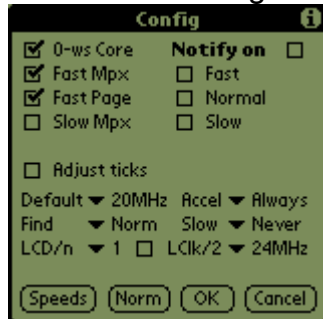 Config i
0-ws Core Notify on
Fast Mpx Fast
Fast Page Normal
Slow Mpx Slow
Adjust ticks
Default 20MHz Accel Always
Find Norm Slow Never
LCD/n 1 LClk/2 24MHz
Speeds Norm OK Cancel